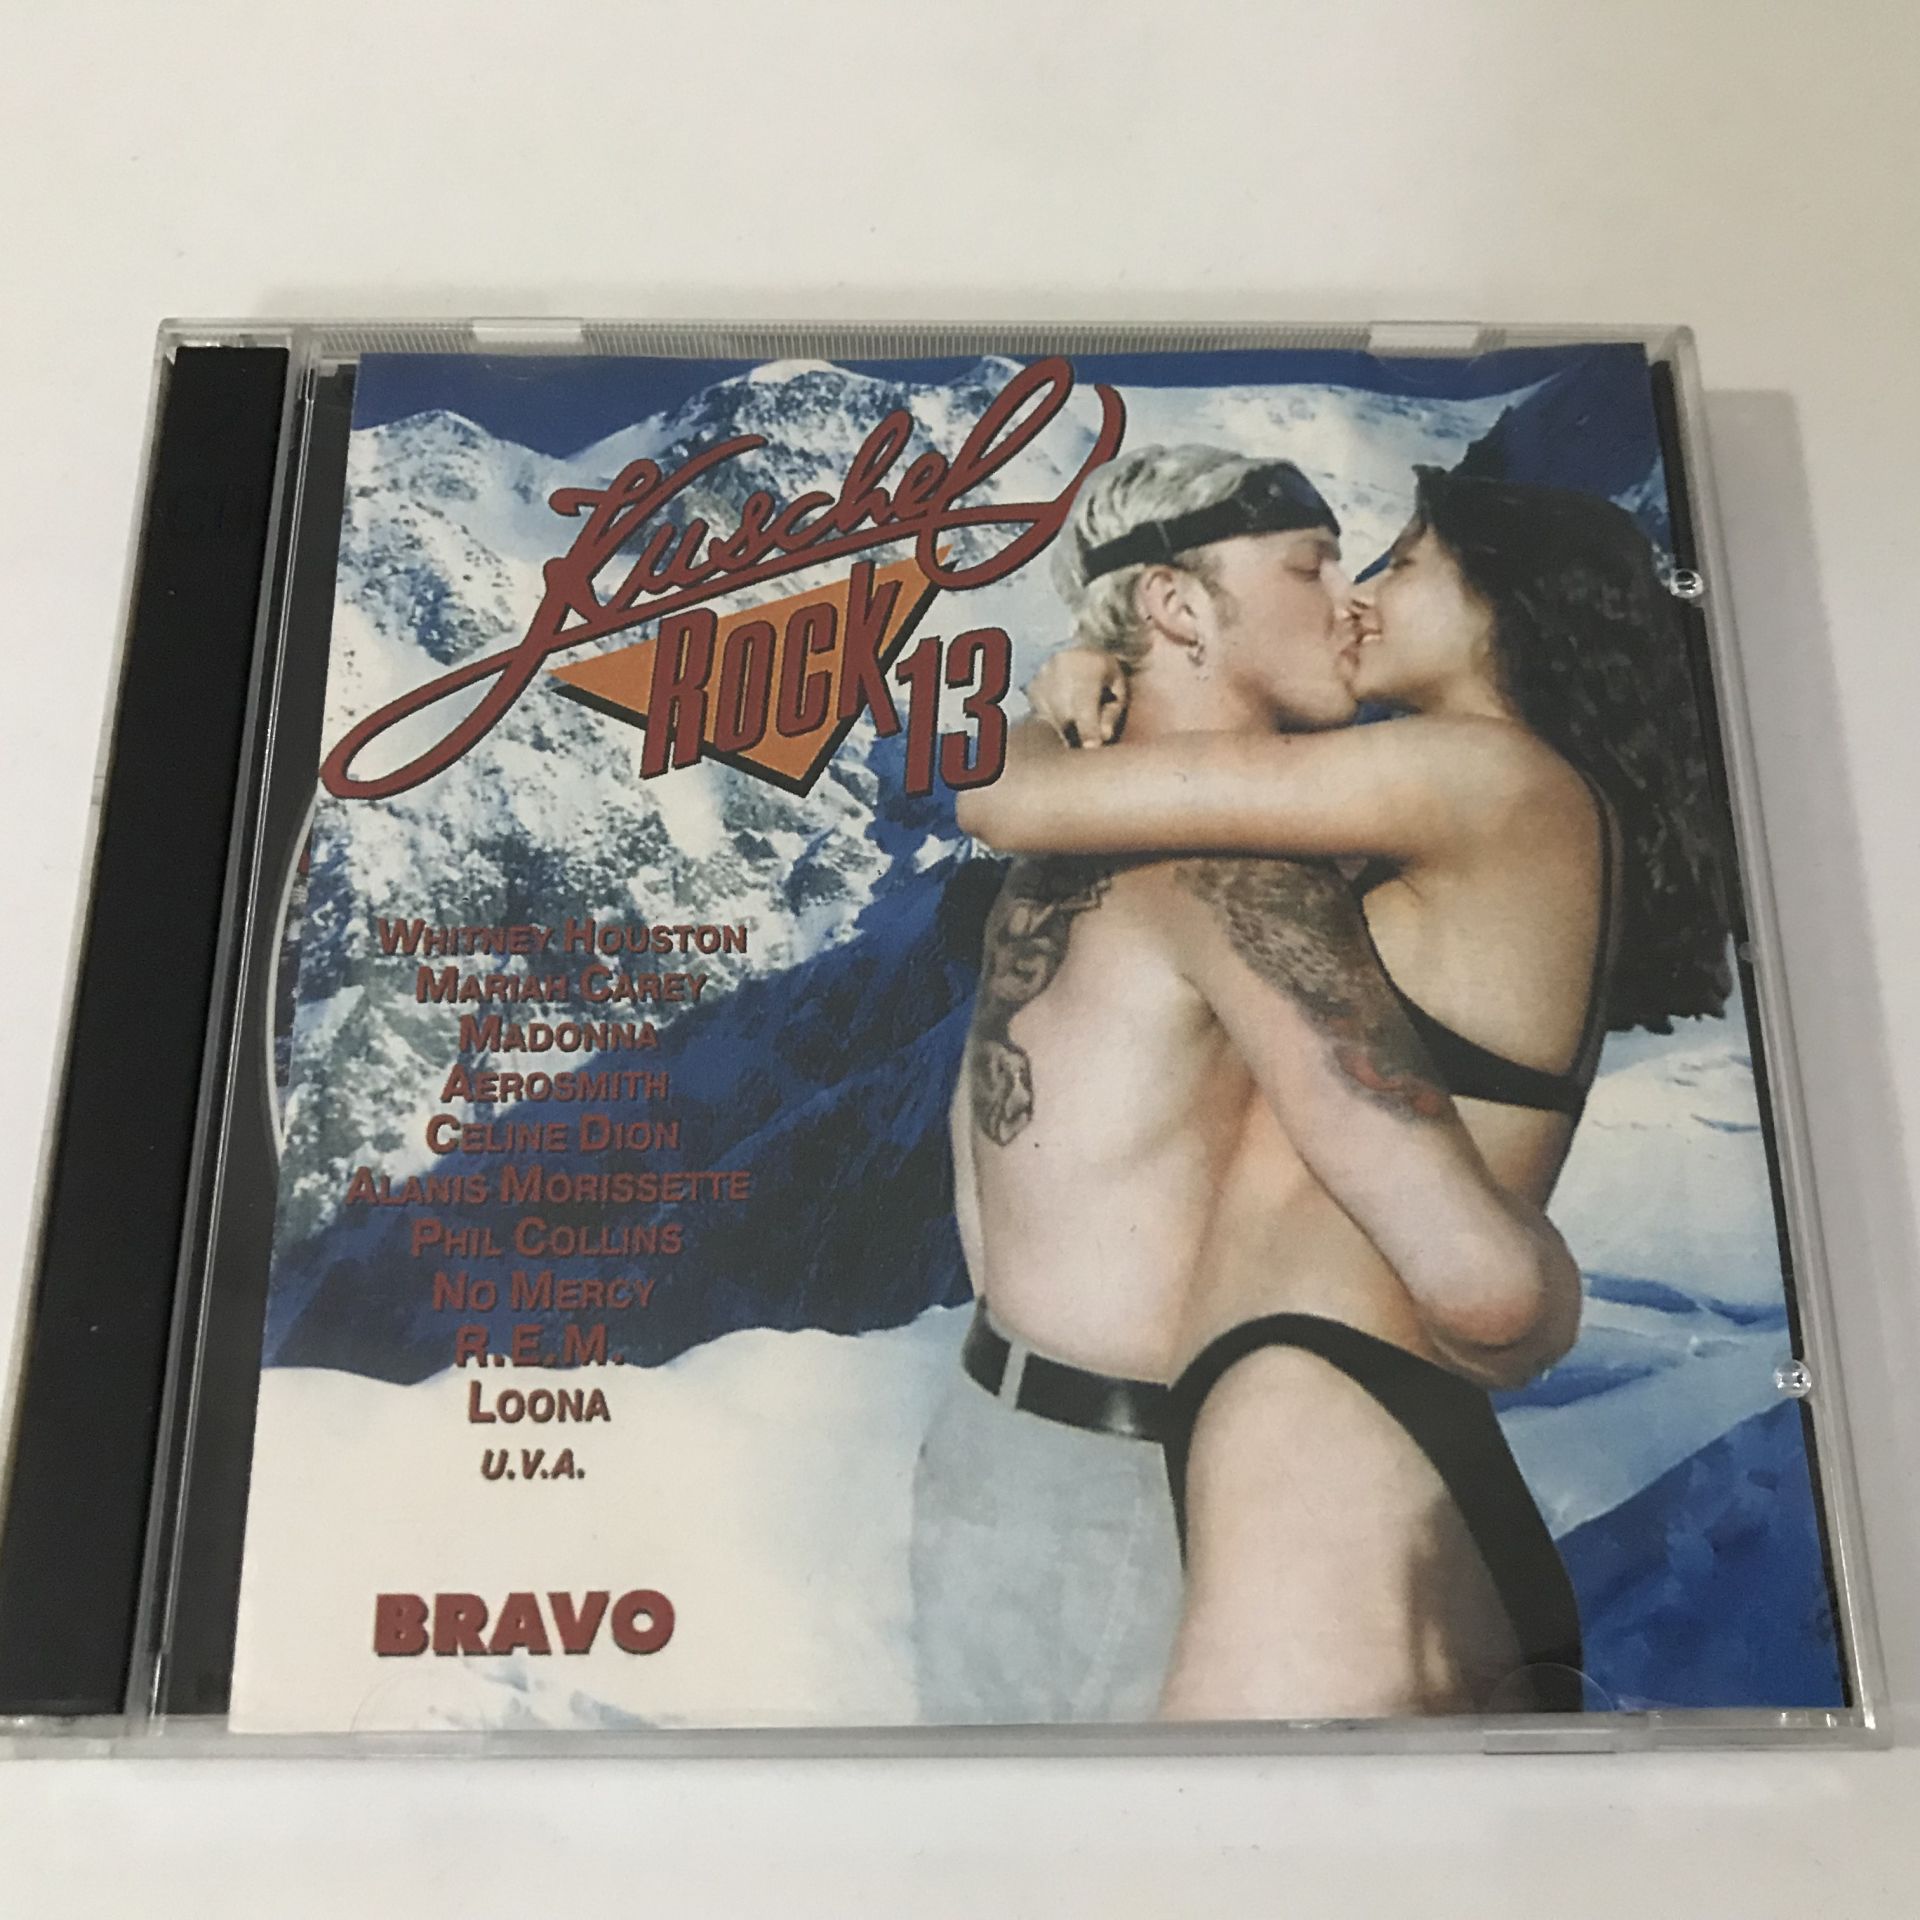 Kuschel
Rock 13
Whitney Houston
Mariah Carey
Madonna
Aerosmith
Celine Dion
Alanis Morissette
Phil Collins
No Mercy
R.E.M.
Loona
U.V.A.
BRAVO